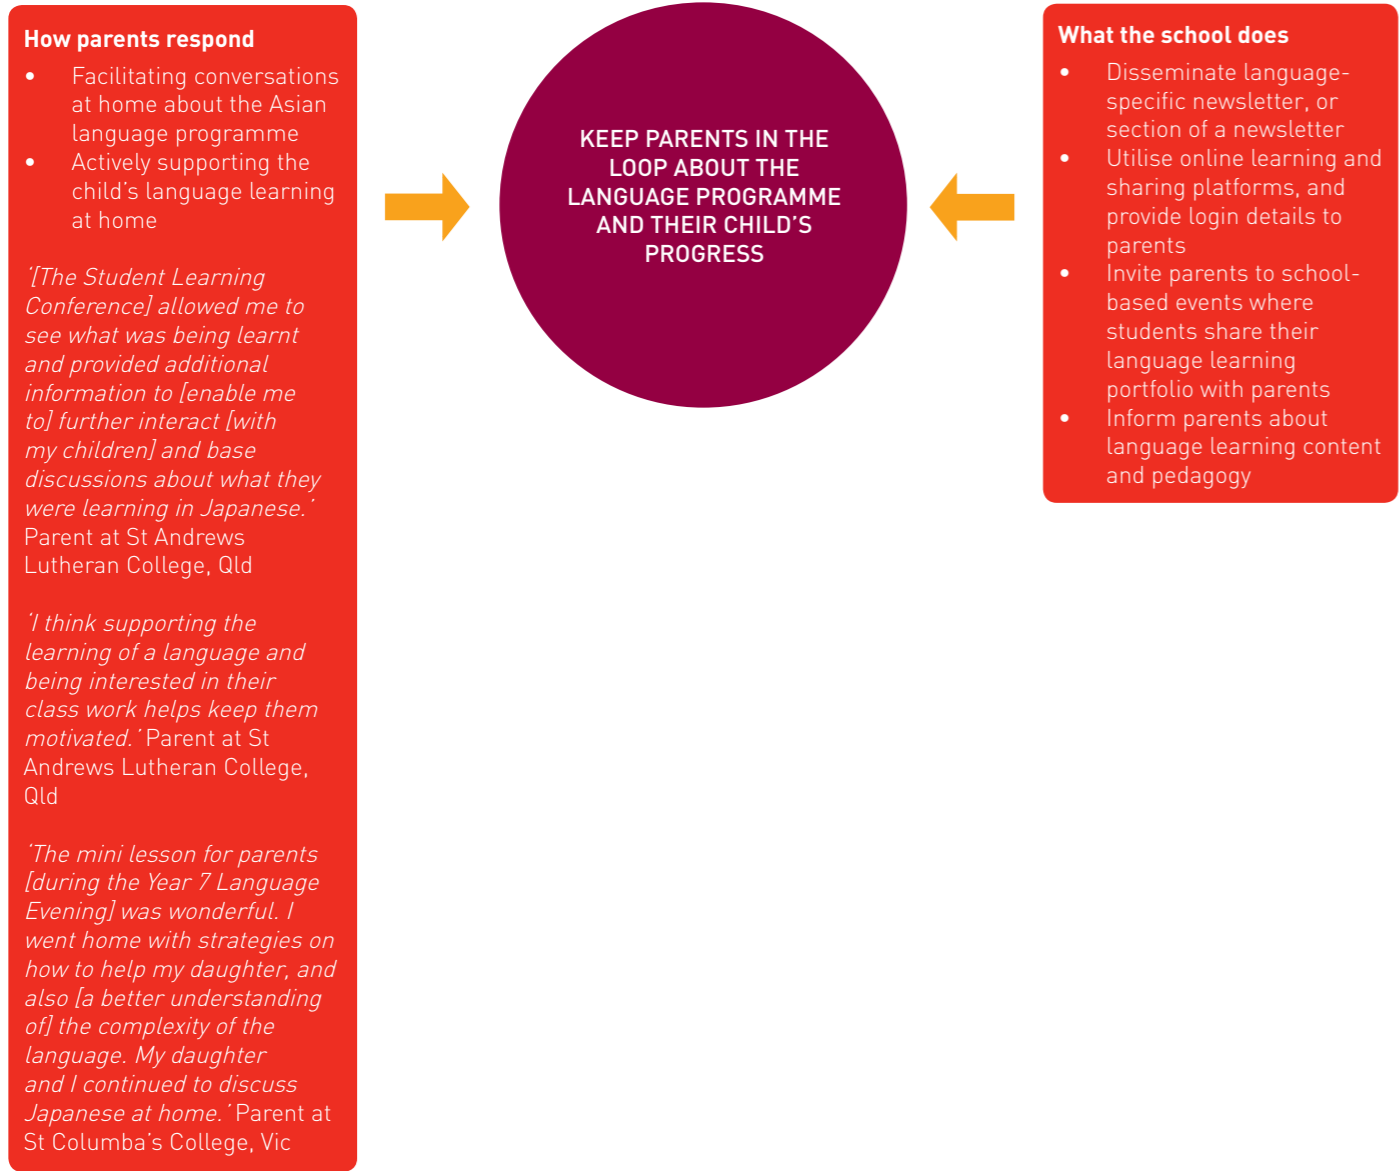 How parents respond
• Facilitating conversations
at home about the Asian
language programme
• Actively supporting the
child's language learning
at home
'[The Student Learning
Conference] allowed me to
see what was being learnt
and provided additional
information to [enable me
to] further interact [with
my children] and base
discussions about what they
were learning in Japanese.'
Parent at St Andrews
Lutheran College, Qld
'I think supporting the
learning of a language and
being interested in their
class work helps keep them
motivated.' Parent at St
Andrews Lutheran College,
Qld
'The mini lesson for parents
[during the Year 7 Language
Evening] was wonderful. I
went home with strategies on
how to help my daughter, and
also [a better understanding
of] the complexity of the
language. My daughter
and I continued to discuss
Japanese at home.' Parent at
St Columba's College, Vic
KEEP PARENTS IN THE
LOOP ABOUT THE
LANGUAGE PROGRAMME
AND THEIR CHILD'S
PROGRESS
What the school does
• Disseminate language-
specific newsletter, or
section of a newsletter
• Utilise online learning and
sharing platforms, and
provide login details to
parents
• Invite parents to school-
based events where
students share their
language learning
portfolio with parents
• Inform parents about
language learning content
and pedagogy